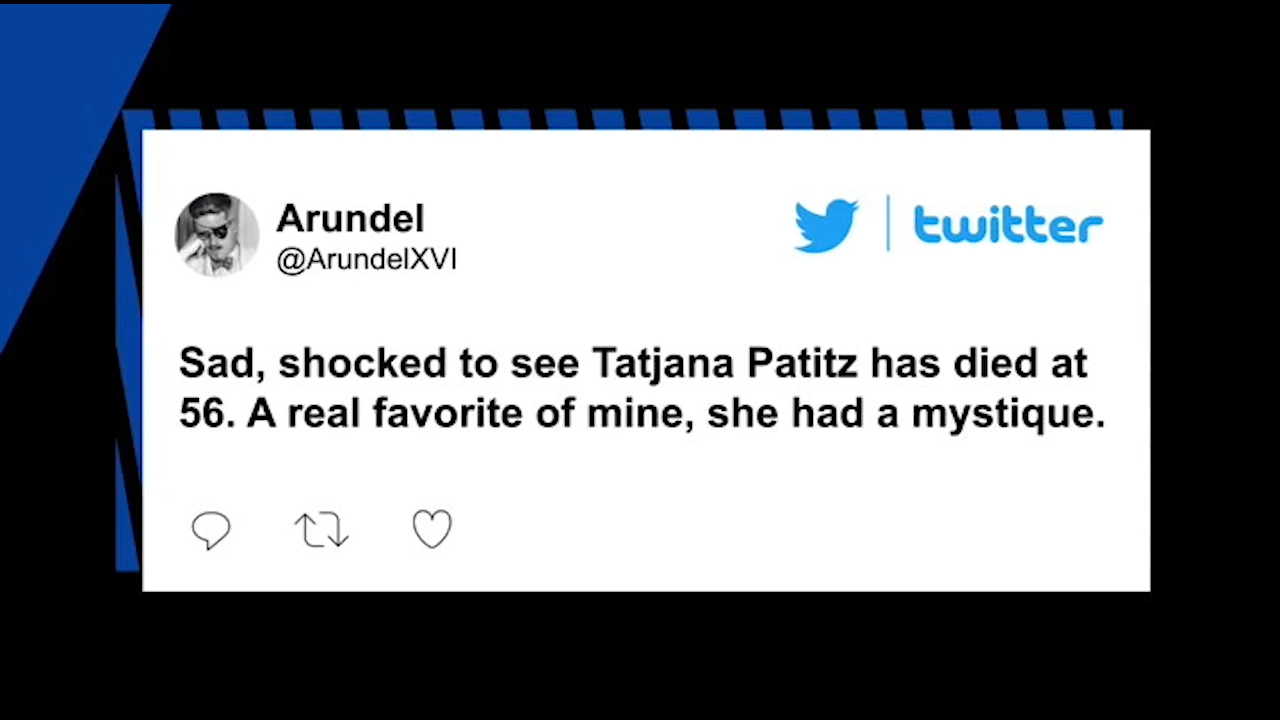 Arundel
@ArundelXVI
twitter
Sad, shocked to see Tatjana Patitz has died at
56. A real favorite of mine, she had a mystique.